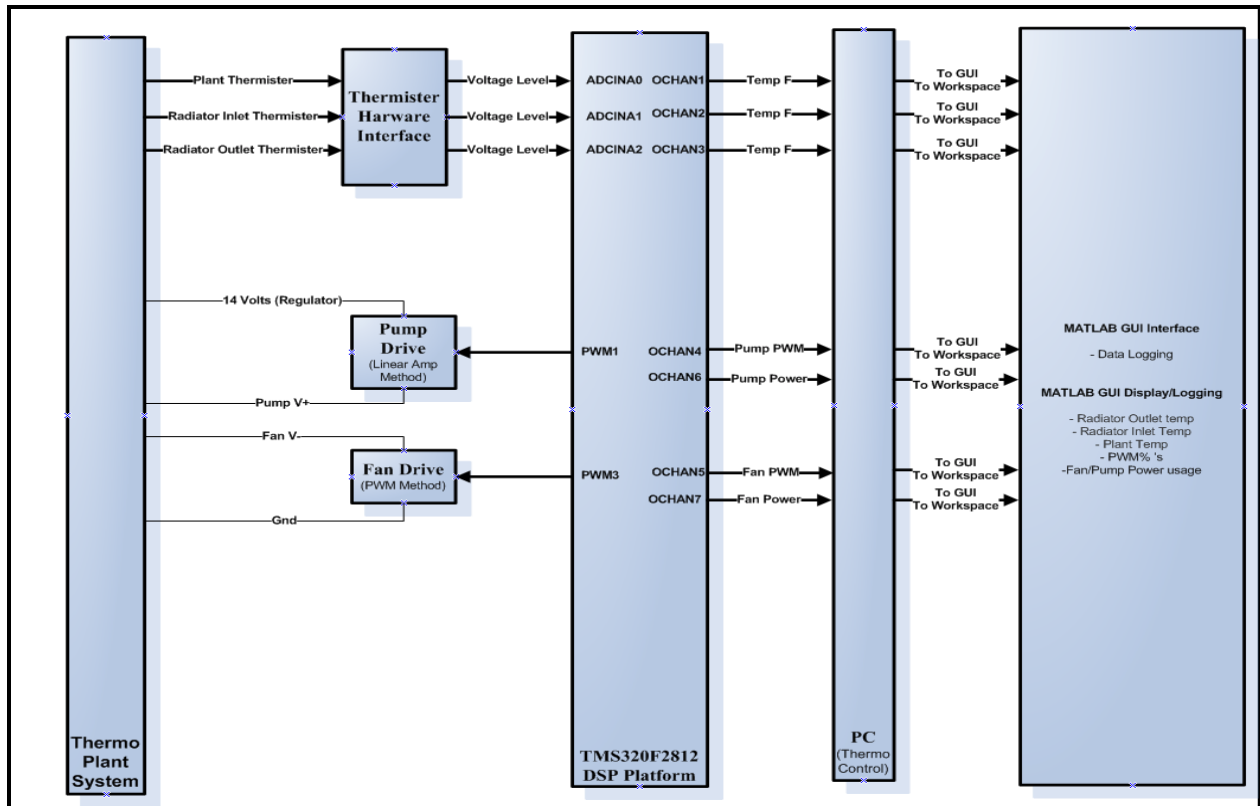 Plant Thermister
Radiator Inlet Thermister
Radiator Outlet Thermister
Thermister
Harware
Interface
Voltage Level
Voltage Level
Voltage Level
ADCINA0 OCHAN1
ADCINA1 OCHAN2
ADCINA2 OCHAN3
Temp F
Temp F
Temp F
To GUI
To Workspace
To GUI
To Workspace
To GUI
To Workspace
14 Volts (Regulator)
Pump
Drive
(Linear Amp
Method)
Pump V+
PWM1 OCHAN4
OCHAN6
Pump PWM
Pump Power
To GUI
To Workspace
To GUI
To Workspace
Fan V-
Fan Drive
(PWM Method)
Gnd
PWM3 OCHAN5
OCHAN7
Fan PWM
Fan Power
To GUI
To Workspace
To GUI
To Workspace
MATLAB GUI Interface
- Data Logging
MATLAB GUI Display/Logging
- Radiator Outlet temp
- Radiator Inlet Temp
- Plant Temp
- PWM% 's
-Fan/Pump Power usage
Thermo
Plant
System
TMS320F2812
DSP Platform
PC
(Thermo
Control)